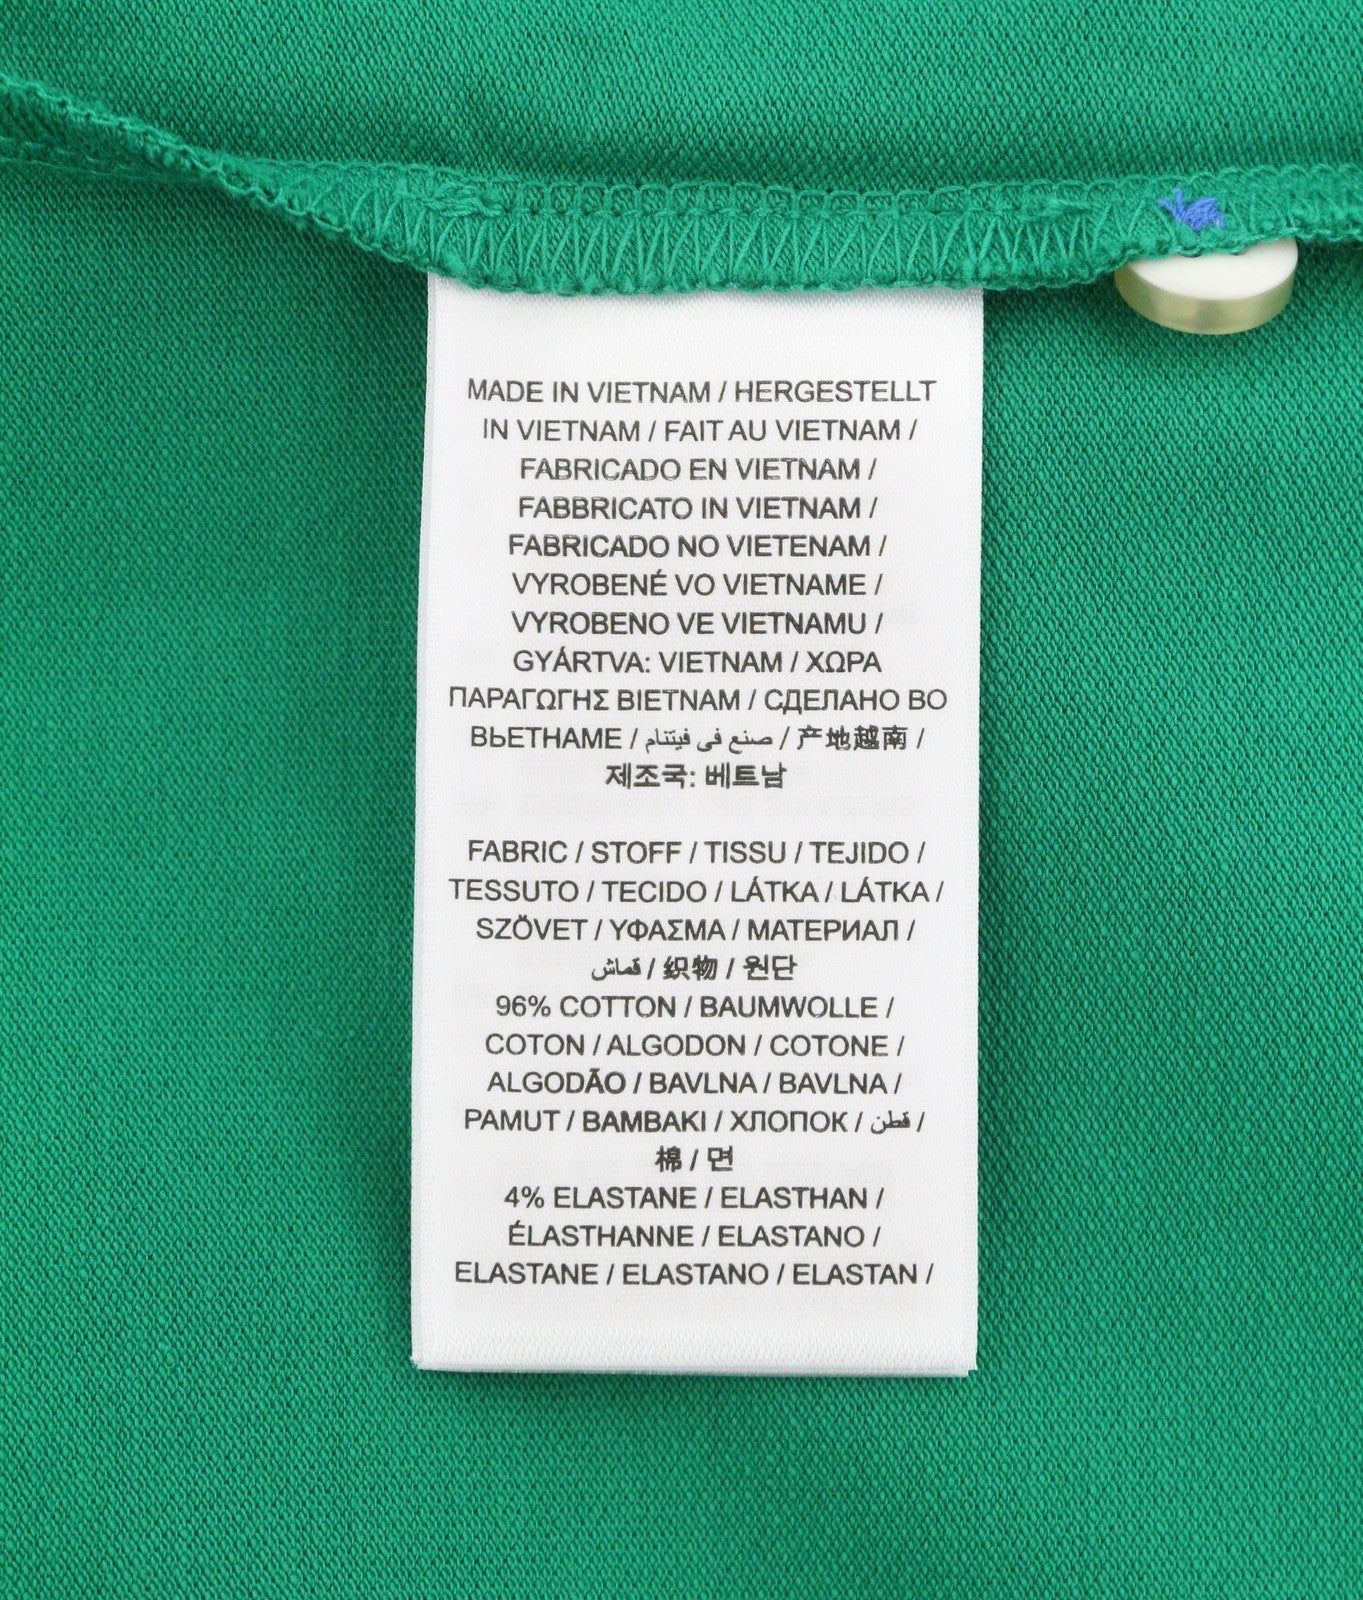 MADE IN VIETNAM / HERGESTELLT
IN VIETNAM / FAIT AU VIETNAM /
FABRICADO EN VIETNAM /
FABBRICATO IN VIETNAM /
FABRICADO NO VIETENAM /
VYROBENÉ VO VIETNAME /
VYROBENO VE VIETNAMU /
GYÁRTVA: VIETNAM / ΧΩΡΑ
ΠΑΡΑΓΩΓΗΣ ΒΙΕΤΝΑΜ / СДЕЛАНО ВО
ВЬЕТНАМЕ / صنع في فيتنام / 产地越南 /
제조국: 베트남
FABRIC / STOFF / TISSU / TEJIDO /
TESSUTO / TECIDO / LÁTKA / LÁTKA /
SZÖVET / ΥΦΑΣΜΑ / МАТЕРИАЛ /
قماش / 织物 / 원단
96% COTTON / BAUMWOLLE /
COTON / ALGODON / COTONE /
ALGODÃO / BAVLNA / BAVLNA /
PAMUT / ΒΑΜΒΑΚΙ / ХЛОПОК / قطن /
棉 / 면
4% ELASTANE / ELASTHAN /
ÉLASTHANNE / ELASTANO /
ELASTANE / ELASTANO / ELASTAN /